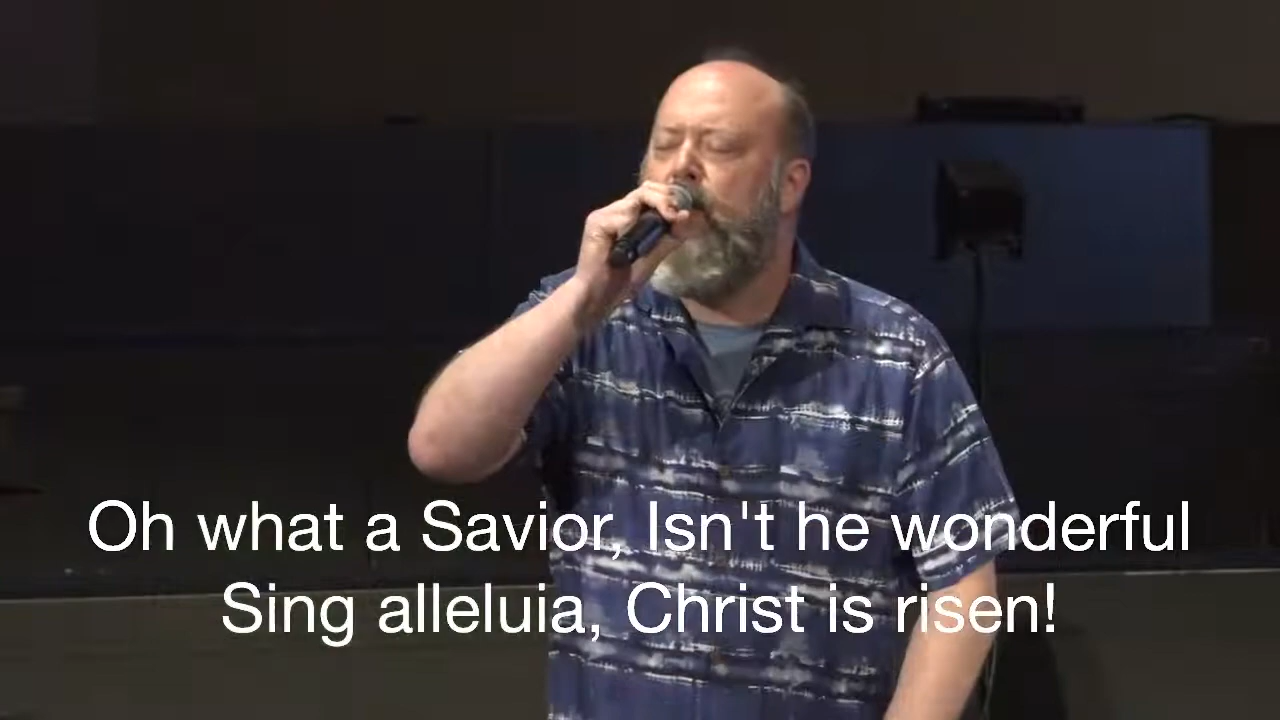 Oh what a Savior, Isn't he wonderful
Sing alleluia, Christ is risen!